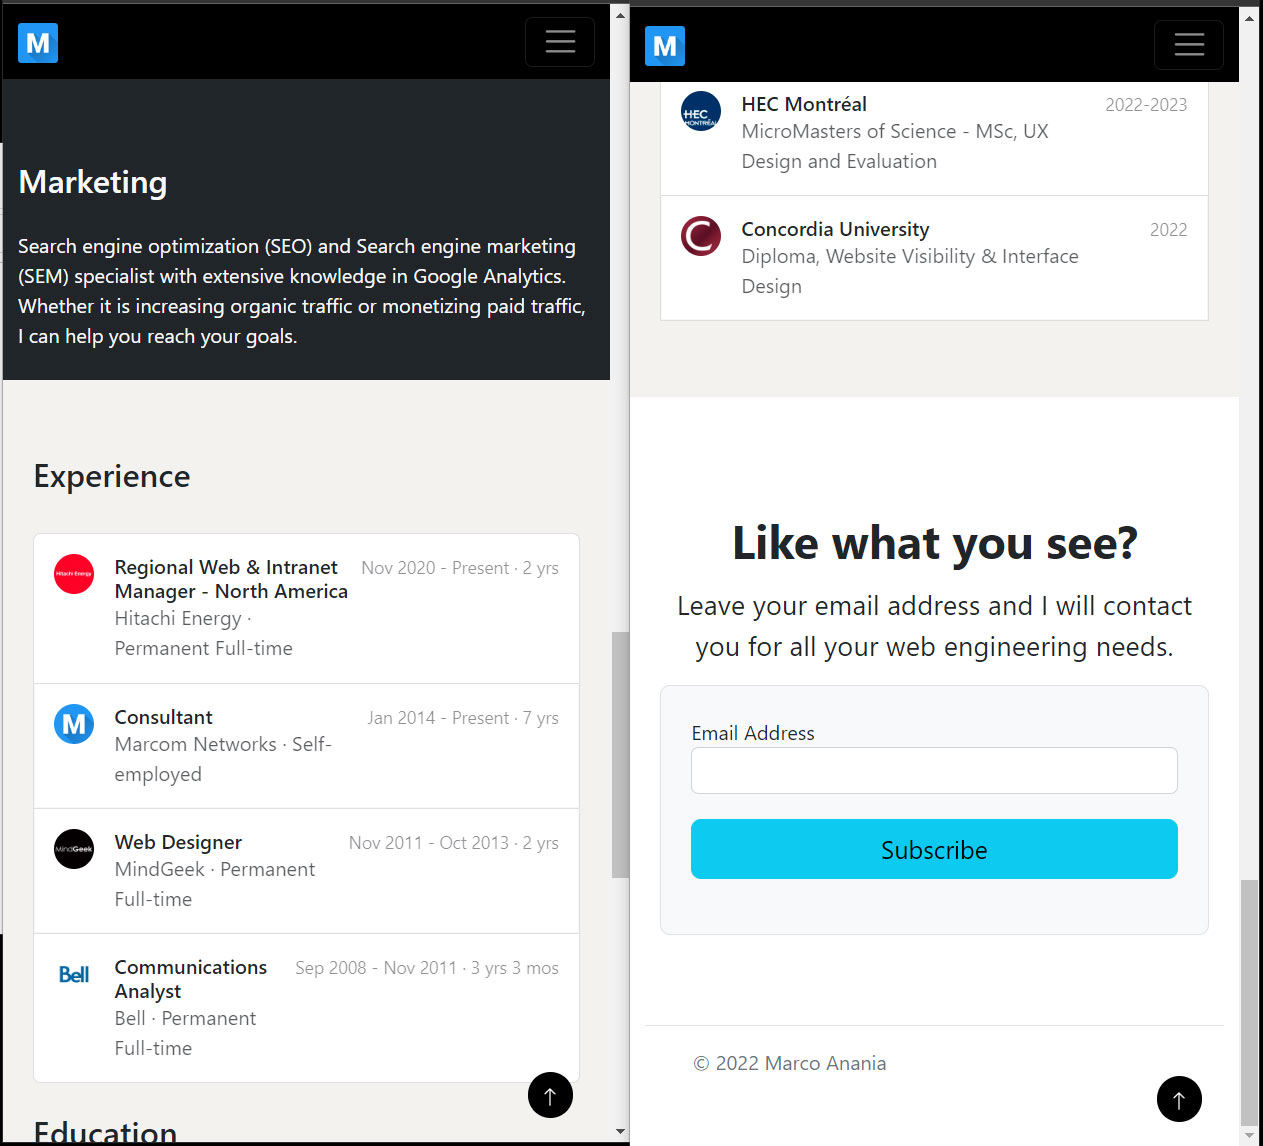 M
Marketing
Search engine optimization (SEO) and Search engine marketing
(SEM) specialist with extensive knowledge in Google Analytics.
Whether it is increasing organic traffic or monetizing paid traffic,
I can help you reach your goals.
Experience
Hitachi Energy
Regional Web & Intranet
Manager - North America
Nov 2020 - Present · 2 yrs
Hitachi Energy ·
Permanent Full-time
M
Consultant
Jan 2014 - Present · 7 yrs
Marcom Networks · Self-
employed
MindGeek
Web Designer
Nov 2011 - Oct 2013 · 2 yrs
MindGeek · Permanent
Full-time
Bell
Communications
Analyst
Sep 2008 - Nov 2011 · 3 yrs 3 mos
Bell · Permanent
Full-time
Education
M
HEC
MONTRÉAL
HEC Montréal
2022-2023
MicroMasters of Science - MSc, UX
Design and Evaluation
C
Concordia University
2022
Diploma, Website Visibility & Interface
Design
Like what you see?
Leave your email address and I will contact
you for all your web engineering needs.
Email Address
Subscribe
© 2022 Marco Anania